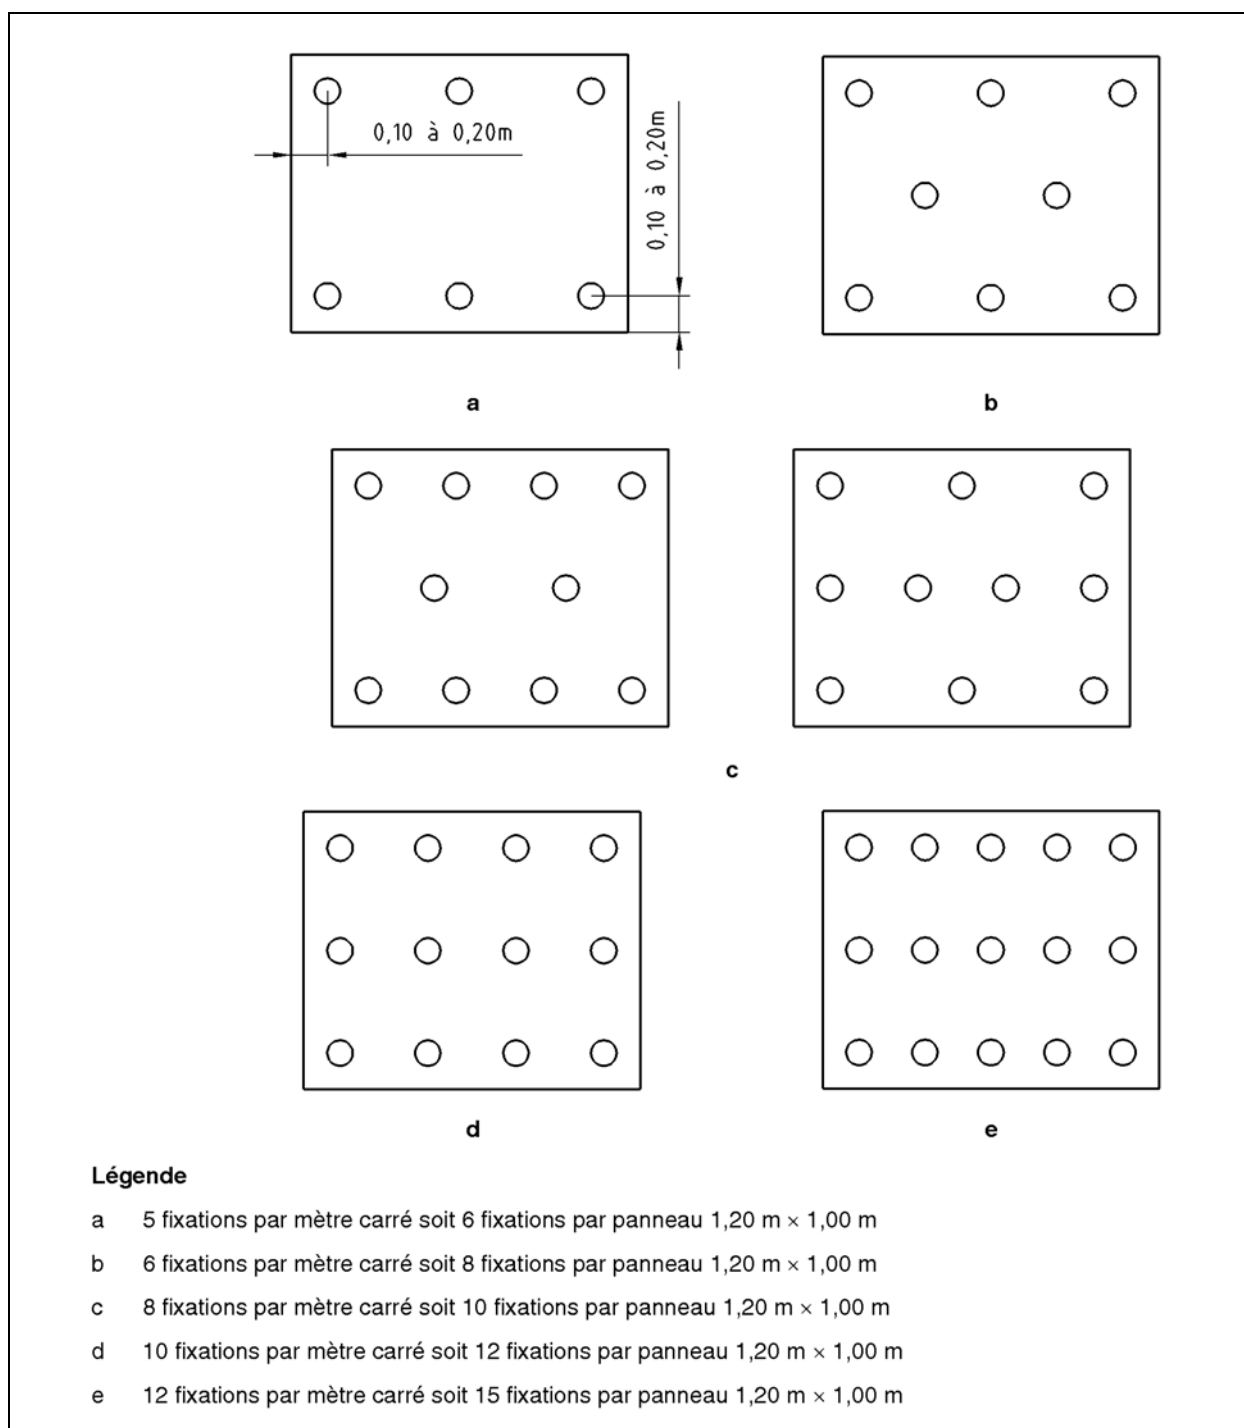 0,10 à 0,20m
0,10 à 0,20m
a
b
c
d
e
Légende
a 5 fixations par mètre carré soit 6 fixations par panneau 1,20 m × 1,00 m
b 6 fixations par mètre carré soit 8 fixations par panneau 1,20 m × 1,00 m
c 8 fixations par mètre carré soit 10 fixations par panneau 1,20 m × 1,00 m
d 10 fixations par mètre carré soit 12 fixations par panneau 1,20 m × 1,00 m
e 12 fixations par mètre carré soit 15 fixations par panneau 1,20 m × 1,00 m